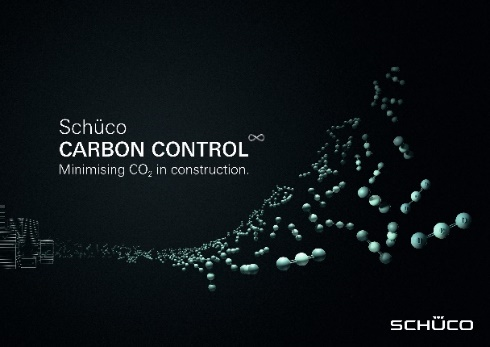 Schüco
CARBON CONTROL∞
Minimising CO₂ in construction.
SCHÜCO